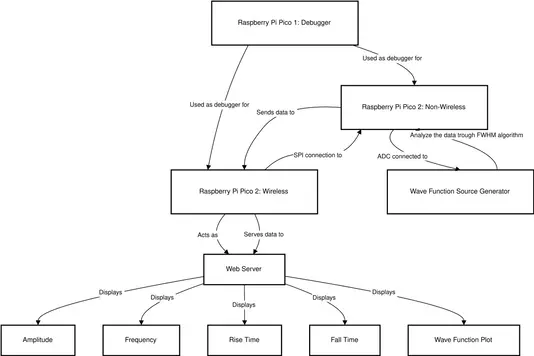 Raspberry Pi Pico 1: Debugger
Used as debugger for
Used as debugger for
Sends data to
Raspberry Pi Pico 2: Non-Wireless
Analyze the data trough FWHM algorithm
SPI connection to
ADC connected to
Raspberry Pi Pico 2: Wireless
Wave Function Source Generator
Acts as
Serves data to
Web Server
Displays
Displays
Displays
Displays
Displays
Amplitude
Frequency
Rise Time
Fall Time
Wave Function Plot